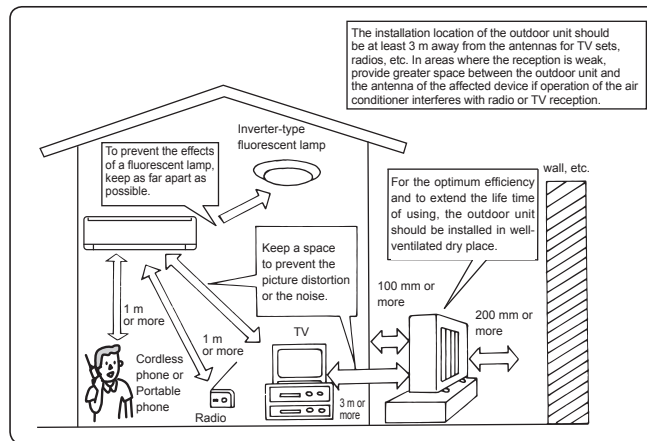 The installation location of the outdoor unit should
be at least 3 m away from the antennas for TV sets,
radios, etc. In areas where the reception is weak,
provide greater space between the outdoor unit and
the antenna of the affected device if operation of the air
conditioner interferes with radio or TV reception.
Inverter-type
fluorescent lamp
To prevent the effects
of a fluorescent lamp,
keep as far apart as
possible.
wall, etc.
For the optimum efficiency
and to extend the life time
of using, the outdoor unit
should be installed in well-
ventilated dry place.
Keep a space
to prevent the
picture distortion
or the noise.
100 mm or
more
200 mm or
more
1 m
or more
1 m
or more
TV
Cordless
phone or
Portable
phone
Radio
3 m or
more